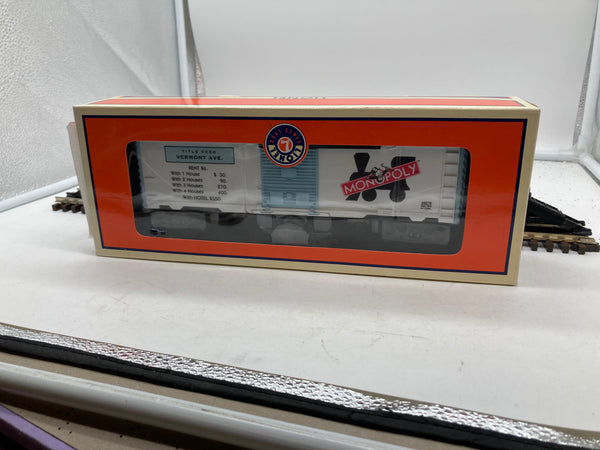 LIONEL
TITLE DEED
VERMONT AVE.
RENT $6.
With 1 House $ 30.
With 2 Houses 90.
With 3 Houses 270.
With 4 Houses 400.
With HOTEL $550.
LIONEL
MONOPOLY